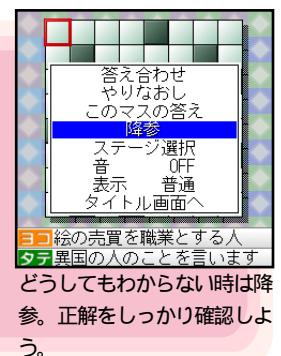 答え合わせ
やりなおし
このマスの答え
降参
ステージ選択
音 OFF
表示 普通
タイトル画面へ
ヨコ 絵の売買を職業とする人
タテ 異国の人のことを言います
どうしてもわからない時は降
参。正解をしっかり確認しよ
う。